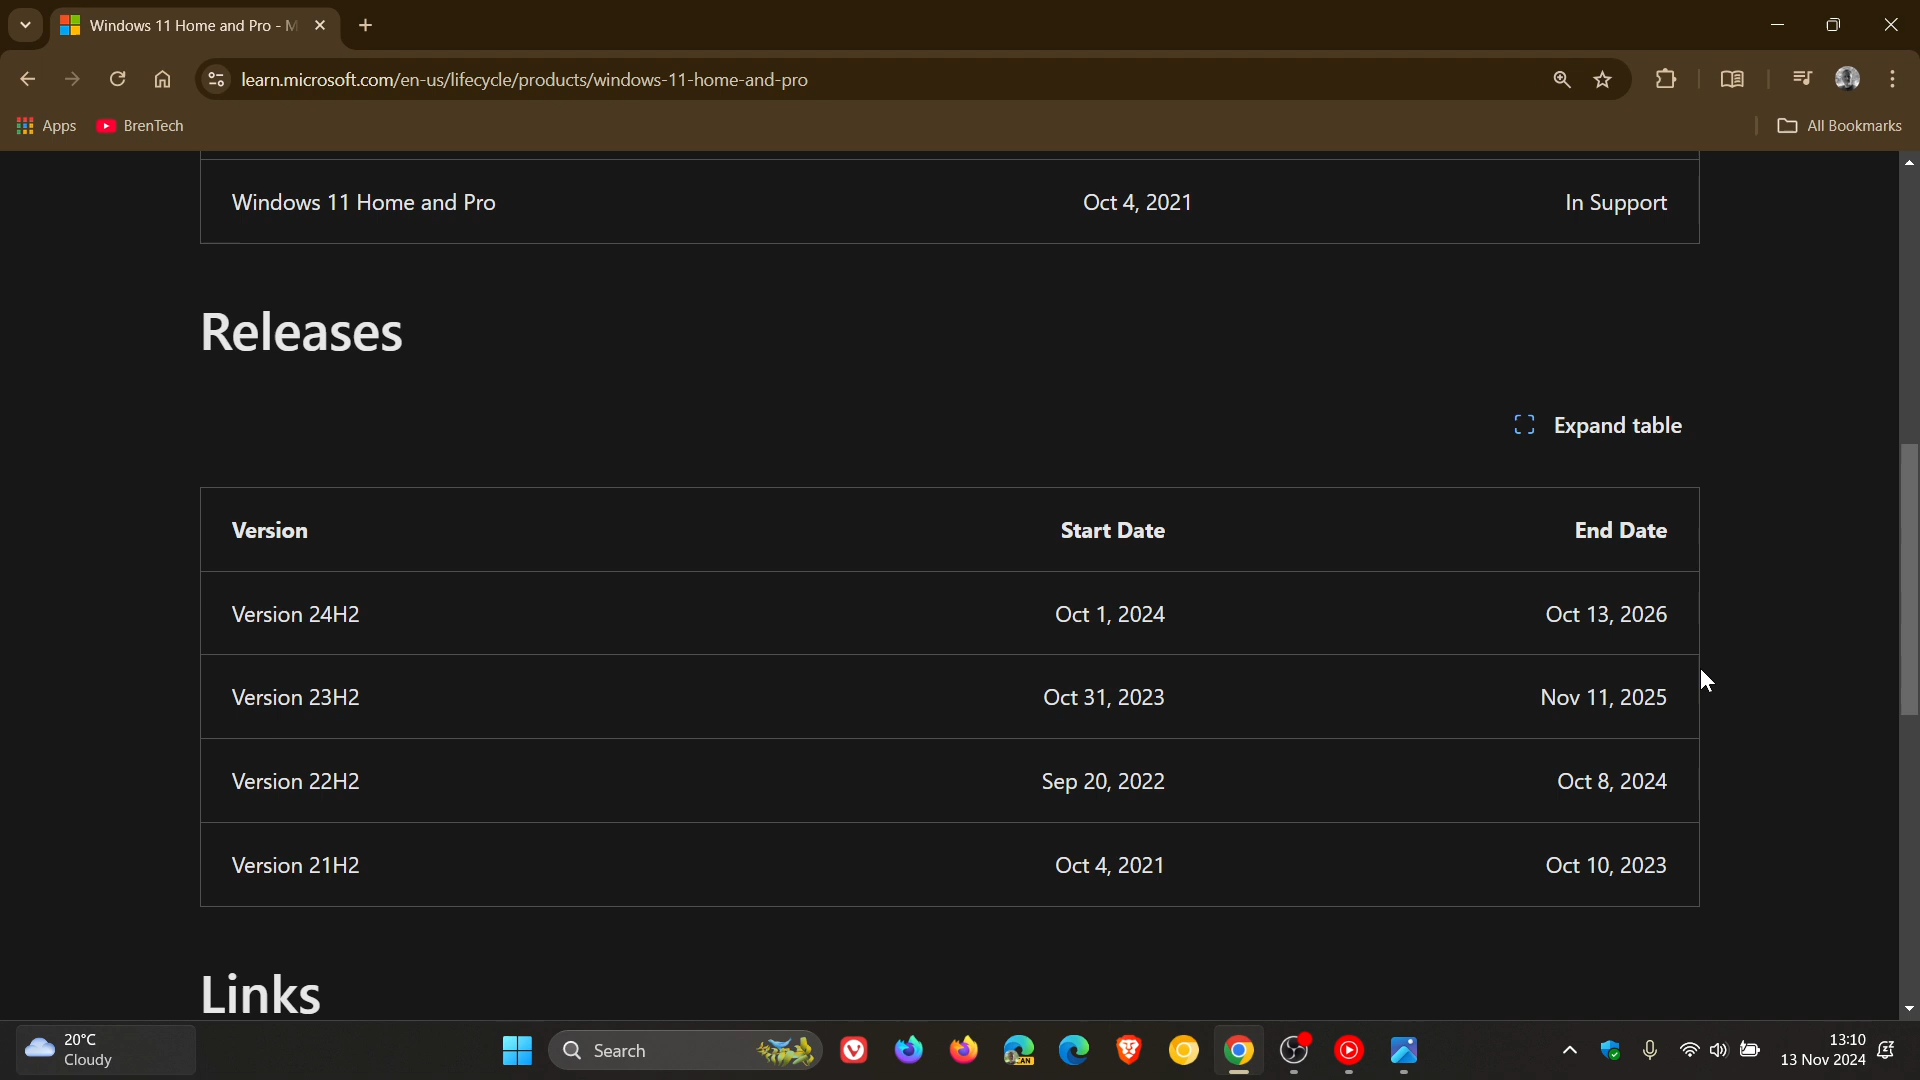 Windows 11 Home and Pro - M
learn.microsoft.com/en-us/lifecycle/products/windows-11-home-and-pro
Apps
BrenTech
All Bookmarks
Windows 11 Home and Pro Oct 4, 2021 In Support
Releases
Expand table
Version Start Date End Date
Version 24H2 Oct 1, 2024 Oct 13, 2026
Version 23H2 Oct 31, 2023 Nov 11, 2025
Version 22H2 Sep 20, 2022 Oct 8, 2024
Version 21H2 Oct 4, 2021 Oct 10, 2023
Links
20°C
Cloudy
Search
CAN
13:10
13 Nov 2024